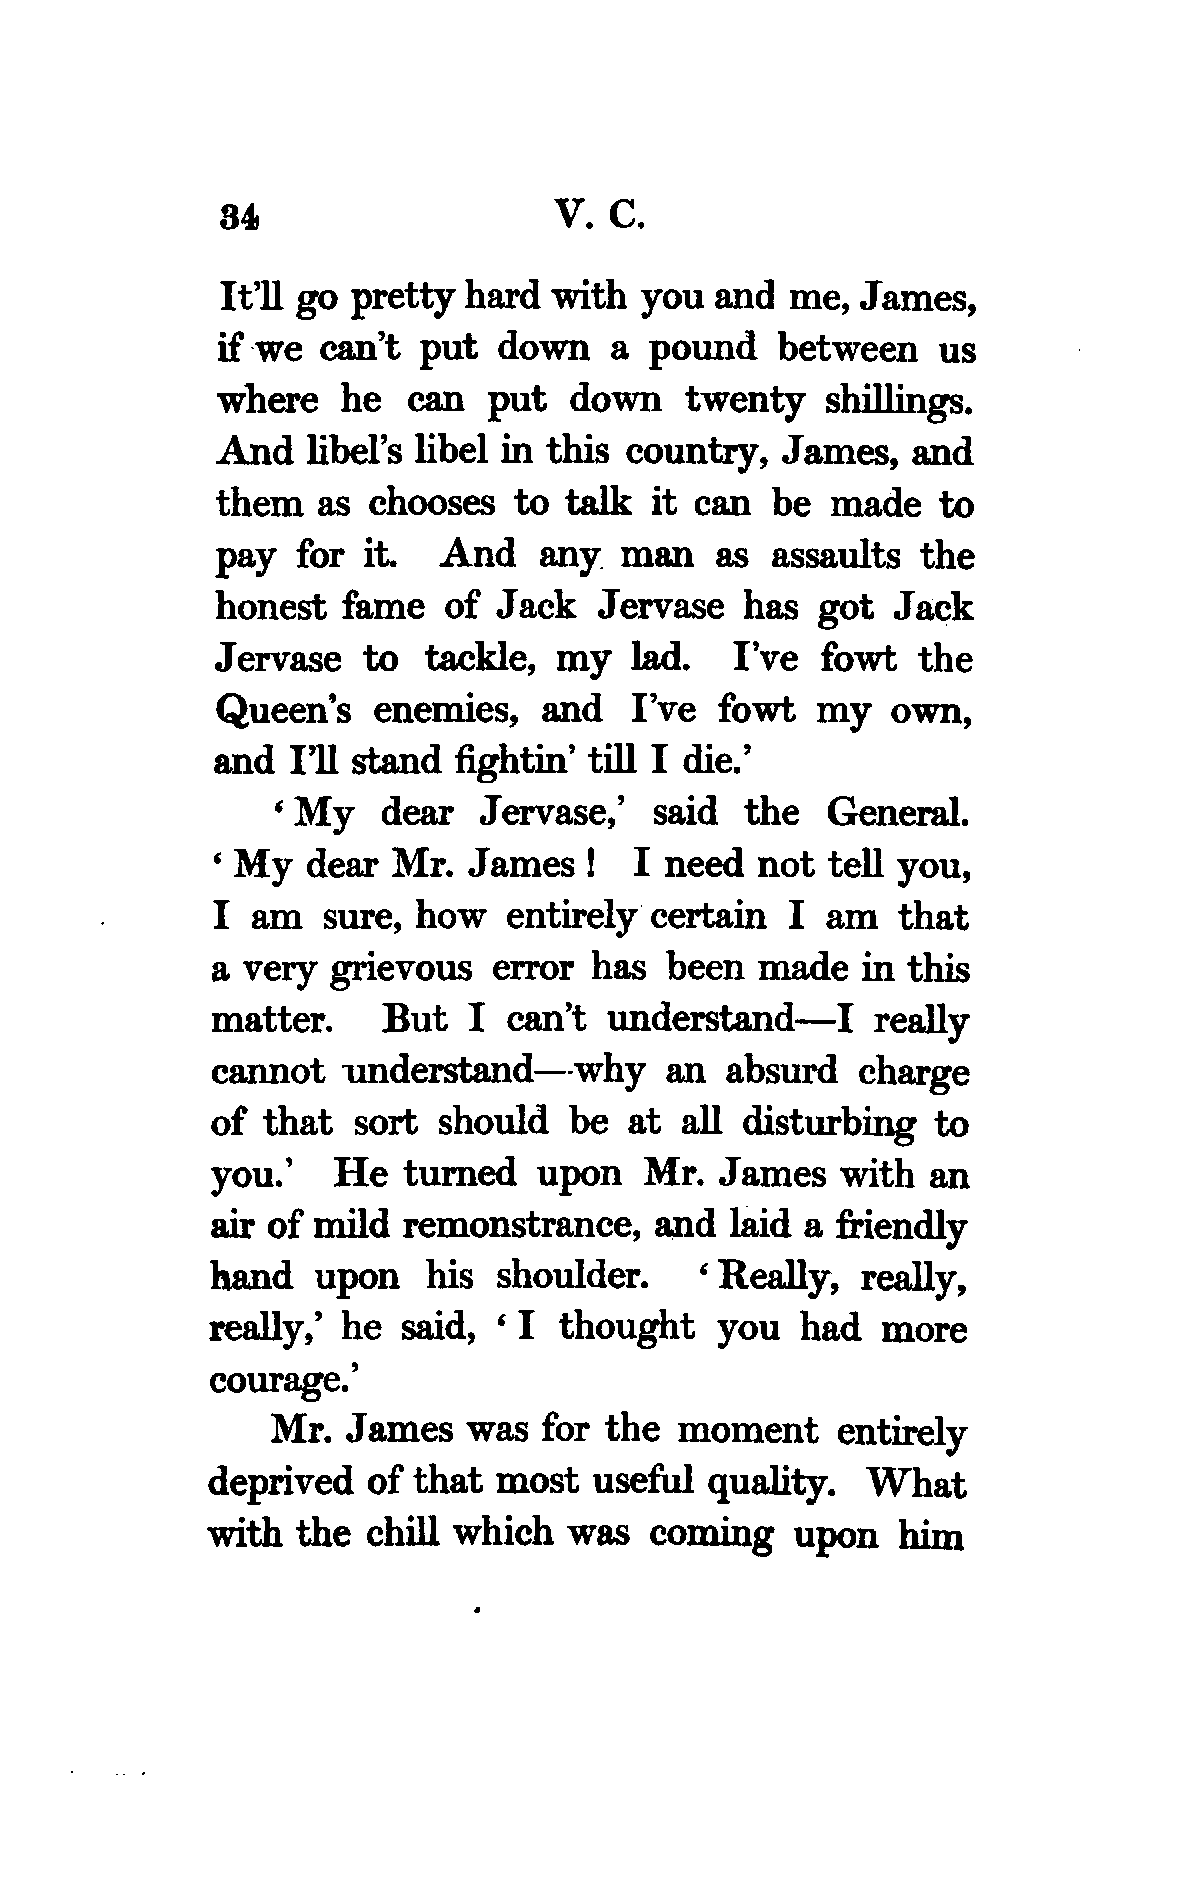 34 V. C.
It'll go pretty hard with you and me, James,
if we can't put down a pound between us
where he can put down twenty shillings.
And libel's libel in this country, James, and
them as chooses to talk it can be made to
pay for it. And any man as assaults the
honest fame of Jack Jervase has got Jack
Jervase to tackle, my lad. I've fowt the
Queen's enemies, and I've fowt my own,
and I'll stand fightin' till I die.'
'My dear Jervase,' said the General.
'My dear Mr. James! I need not tell you,
I am sure, how entirely certain I am that
a very grievous error has been made in this
matter. But I can't understand—I really
cannot understand—why an absurd charge
of that sort should be at all disturbing to
you.' He turned upon Mr. James with an
air of mild remonstrance, and laid a friendly
hand upon his shoulder. 'Really, really,
really,' he said, 'I thought you had more
courage.'
Mr. James was for the moment entirely
deprived of that most useful quality. What
with the chill which was coming upon him